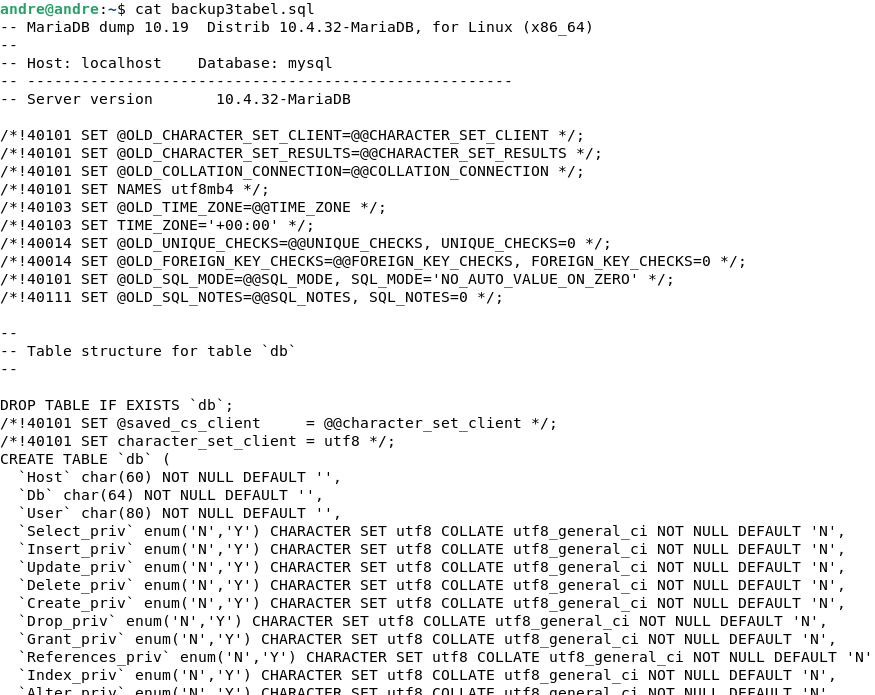 andre@andre:~$ cat backup3tabel.sql
-- MariaDB dump 10.19  Distrib 10.4.32-MariaDB, for Linux (x86_64)
--
-- Host: localhost    Database: mysql
-- ------------------------------------------------------
-- Server version       10.4.32-MariaDB

/*!40101 SET @OLD_CHARACTER_SET_CLIENT=@@CHARACTER_SET_CLIENT */;
/*!40101 SET @OLD_CHARACTER_SET_RESULTS=@@CHARACTER_SET_RESULTS */;
/*!40101 SET @OLD_COLLATION_CONNECTION=@@COLLATION_CONNECTION */;
/*!40101 SET NAMES utf8mb4 */;
/*!40103 SET @OLD_TIME_ZONE=@@TIME_ZONE */;
/*!40103 SET TIME_ZONE='+00:00' */;
/*!40014 SET @OLD_UNIQUE_CHECKS=@@UNIQUE_CHECKS, UNIQUE_CHECKS=0 */;
/*!40014 SET @OLD_FOREIGN_KEY_CHECKS=@@FOREIGN_KEY_CHECKS, FOREIGN_KEY_CHECKS=0 */;
/*!40101 SET @OLD_SQL_MODE=@@SQL_MODE, SQL_MODE='NO_AUTO_VALUE_ON_ZERO' */;
/*!40111 SET @OLD_SQL_NOTES=@@SQL_NOTES, SQL_NOTES=0 */;

--
-- Table structure for table `db`
--

DROP TABLE IF EXISTS `db`;
/*!40101 SET @saved_cs_client     = @@character_set_client */;
/*!40101 SET character_set_client = utf8 */;
CREATE TABLE `db` (
  `Host` char(60) NOT NULL DEFAULT '',
  `Db` char(64) NOT NULL DEFAULT '',
  `User` char(80) NOT NULL DEFAULT '',
  `Select_priv` enum('N','Y') CHARACTER SET utf8 COLLATE utf8_general_ci NOT NULL DEFAULT 'N',
  `Insert_priv` enum('N','Y') CHARACTER SET utf8 COLLATE utf8_general_ci NOT NULL DEFAULT 'N',
  `Update_priv` enum('N','Y') CHARACTER SET utf8 COLLATE utf8_general_ci NOT NULL DEFAULT 'N',
  `Delete_priv` enum('N','Y') CHARACTER SET utf8 COLLATE utf8_general_ci NOT NULL DEFAULT 'N',
  `Create_priv` enum('N','Y') CHARACTER SET utf8 COLLATE utf8_general_ci NOT NULL DEFAULT 'N',
  `Drop_priv` enum('N','Y') CHARACTER SET utf8 COLLATE utf8_general_ci NOT NULL DEFAULT 'N',
  `Grant_priv` enum('N','Y') CHARACTER SET utf8 COLLATE utf8_general_ci NOT NULL DEFAULT 'N',
  `References_priv` enum('N','Y') CHARACTER SET utf8 COLLATE utf8_general_ci NOT NULL DEFAULT 'N'
  `Index_priv` enum('N','Y') CHARACTER SET utf8 COLLATE utf8_general_ci NOT NULL DEFAULT 'N',
  `Alter_priv` enum('N','Y') CHARACTER SET utf8 COLLATE utf8_general_ci NOT NULL DEFAULT 'N'